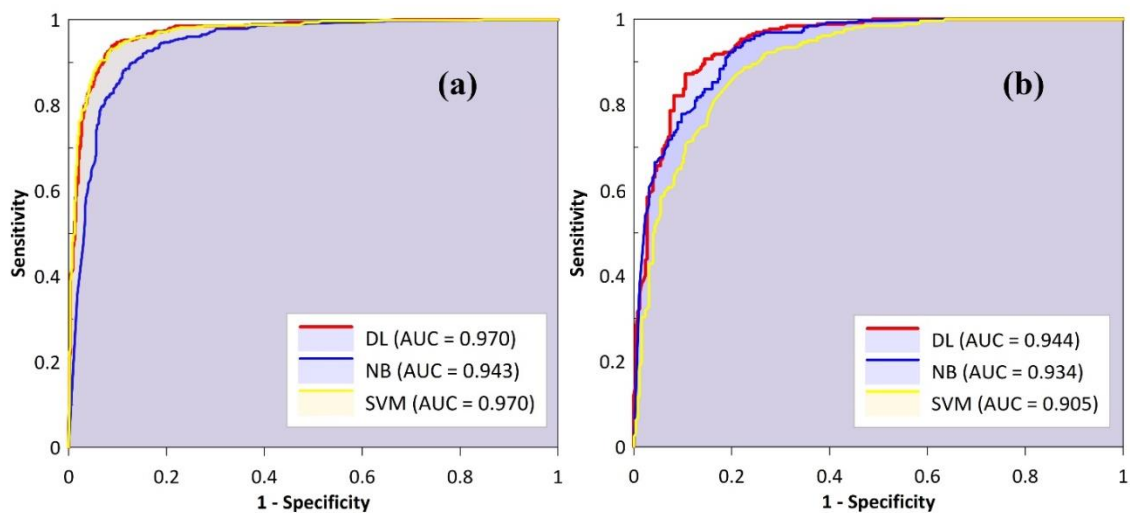 1
0.8
0.6
0.4
0.2
0
Sensitivity
(a)
DL (AUC = 0.970)
NB (AUC = 0.943)
SVM (AUC = 0.970)
0 0.2 0.4 0.6 0.8 1
1 - Specificity
1
0.8
0.6
0.4
0.2
0
Sensitivity
(b)
DL (AUC = 0.944)
NB (AUC = 0.934)
SVM (AUC = 0.905)
0 0.2 0.4 0.6 0.8 1
1 - Specificity